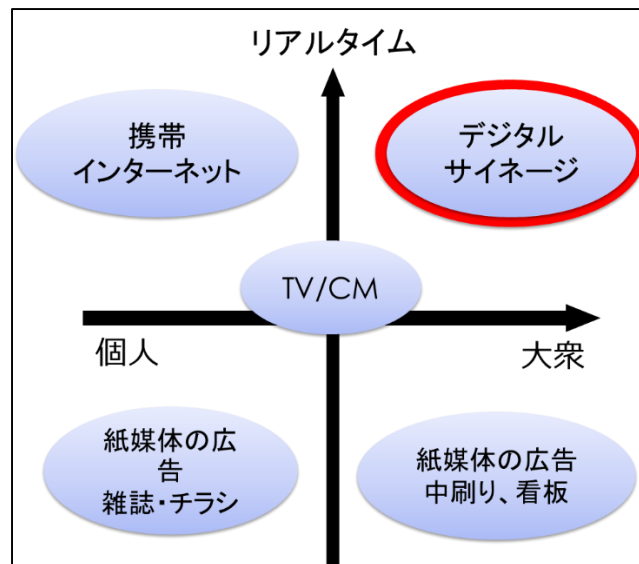 リアルタイム
携帯
インターネット
デジタル
サイネージ
TV/CM
個人
大衆
紙媒体の広
告
雑誌・チラシ
紙媒体の広告
中刷り、看板